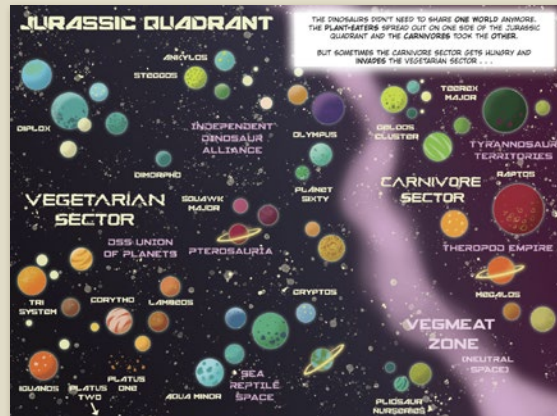 JURASSIC QUADRANT
THE DINOSAURS DIDN'T NEED TO SHARE ONE WORLD ANYMORE.
THE PLANT-EATERS SPREAD OUT ON ONE SIDE OF THE JURASSIC
QUADRANT AND THE CARNIVORES TOOK THE OTHER.
BUT SOMETIMES THE CARNIVORE SECTOR GETS HUNGRY AND
INVADES THE VEGETARIAN SECTOR . . .
ANKYLOS
STEGGOS
DIPLOX
INDEPENDENT
DINOSAUR
ALLIANCE
DIMORPHO
OLYMPUS
PLANET
SIXTY
OBLODS
CLUSTER
TEEREX
MAJOR
TYRANNOSAUR
TERRITORIES
VEGETARIAN
SECTOR
SQUAWK
MAJOR
PTEROSAURIA
CARNIVORE
SECTOR
RAPTOS
THEROPOD EMPIRE
MEGALOS
DSS UNION
OF PLANETS
TRI
SYSTEM
CORYTHO
LAMBEOS
CRYPTOS
VEGMEAT
ZONE
(NEUTRAL
SPACE)
IGUANOS
PLATUS
TWO
PLATUS
ONE
AQUA MINOR
SEA
REPTILE
SPACE
PLIOSAUR
NURSERIES